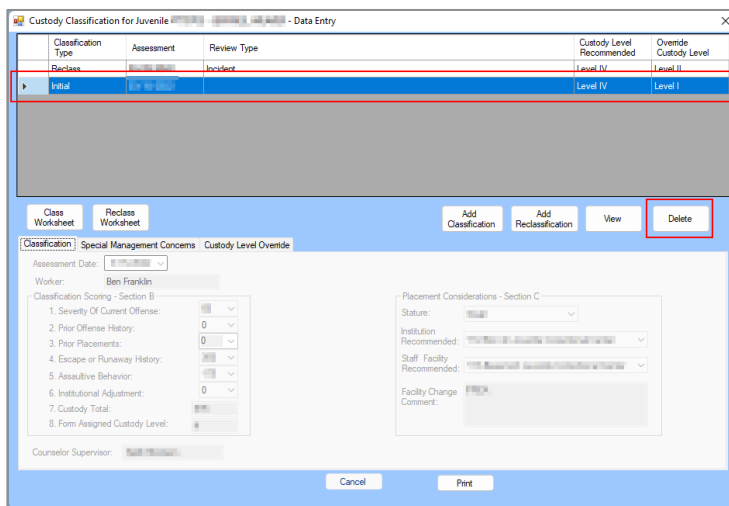 Custody Classification for Juvenile - Data Entry
Classification Type Assessment Review Type Custody Level Recommended Override Custody Level
Reclass Incident Level IV Level II
Initial Level IV Level I
Class Worksheet Reclass Worksheet Add Classification Add Reclassification View Delete
Classification Special Management Concerns Custody Level Override
Assessment Date:
Worker: Ben Franklin
Classification Scoring - Section B
1. Severity Of Current Offense:
2. Prior Offense History: 0
3. Prior Placements: 0
4. Escape or Runaway History:
5. Assaultive Behavior:
6. Institutional Adjustment: 0
7. Custody Total:
8. Form Assigned Custody Level:
Placement Considerations - Section C
Stature:
Institution Recommended:
Staff Facility Recommended:
Facility Change Comment:
Counselor Supervisor:
Cancel Print